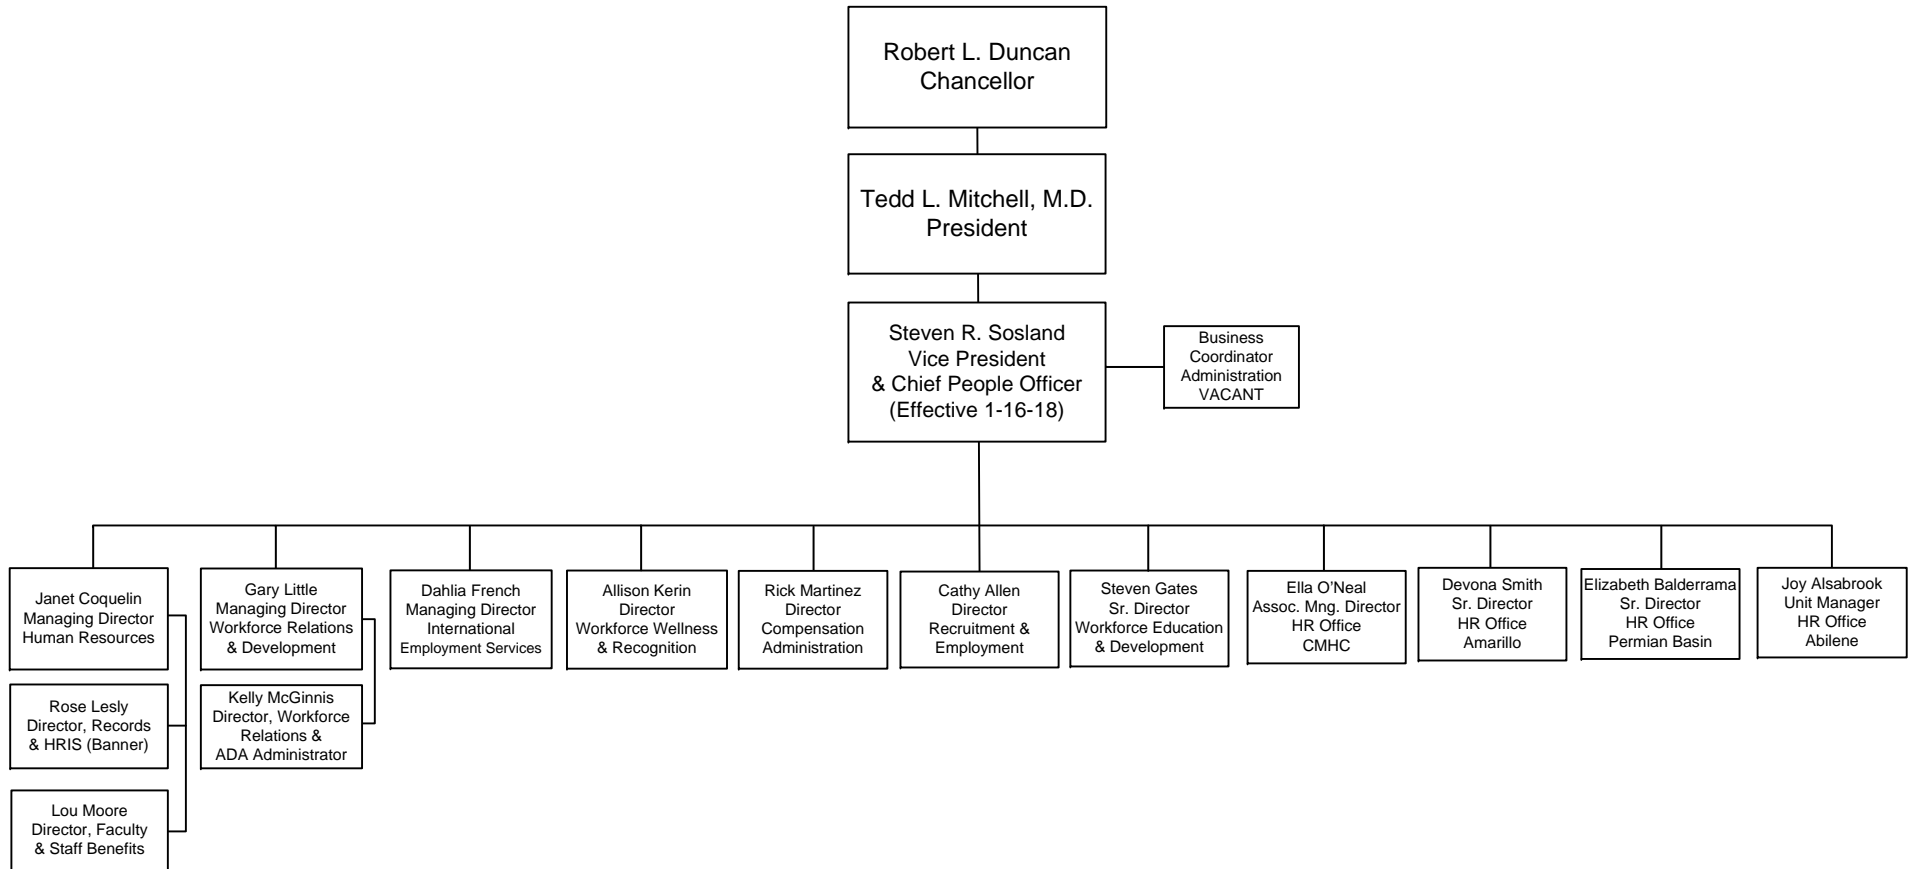 Robert L. Duncan
Chancellor
Tedd L. Mitchell, M.D.
President
Steven R. Sosland
Vice President
& Chief People Officer
(Effective 1-16-18)
Business
Coordinator
Administration
VACANT
Janet Coquelin
Managing Director
Human Resources
Gary Little
Managing Director
Workforce Relations
& Development
Dahlia French
Managing Director
International
Employment Services
Allison Kerin
Director
Workforce Wellness
& Recognition
Rick Martinez
Director
Compensation
Administration
Cathy Allen
Director
Recruitment &
Employment
Steven Gates
Sr. Director
Workforce Education
& Development
Ella O’Neal
Assoc. Mng. Director
HR Office
CMHC
Devona Smith
Sr. Director
HR Office
Amarillo
Elizabeth Balderrama
Sr. Director
HR Office
Permian Basin
Joy Alsabrook
Unit Manager
HR Office
Abilene
Rose Lesly
Director, Records
& HRIS (Banner)
Kelly McGinnis
Director, Workforce
Relations &
ADA Administrator
Lou Moore
Director, Faculty
& Staff Benefits